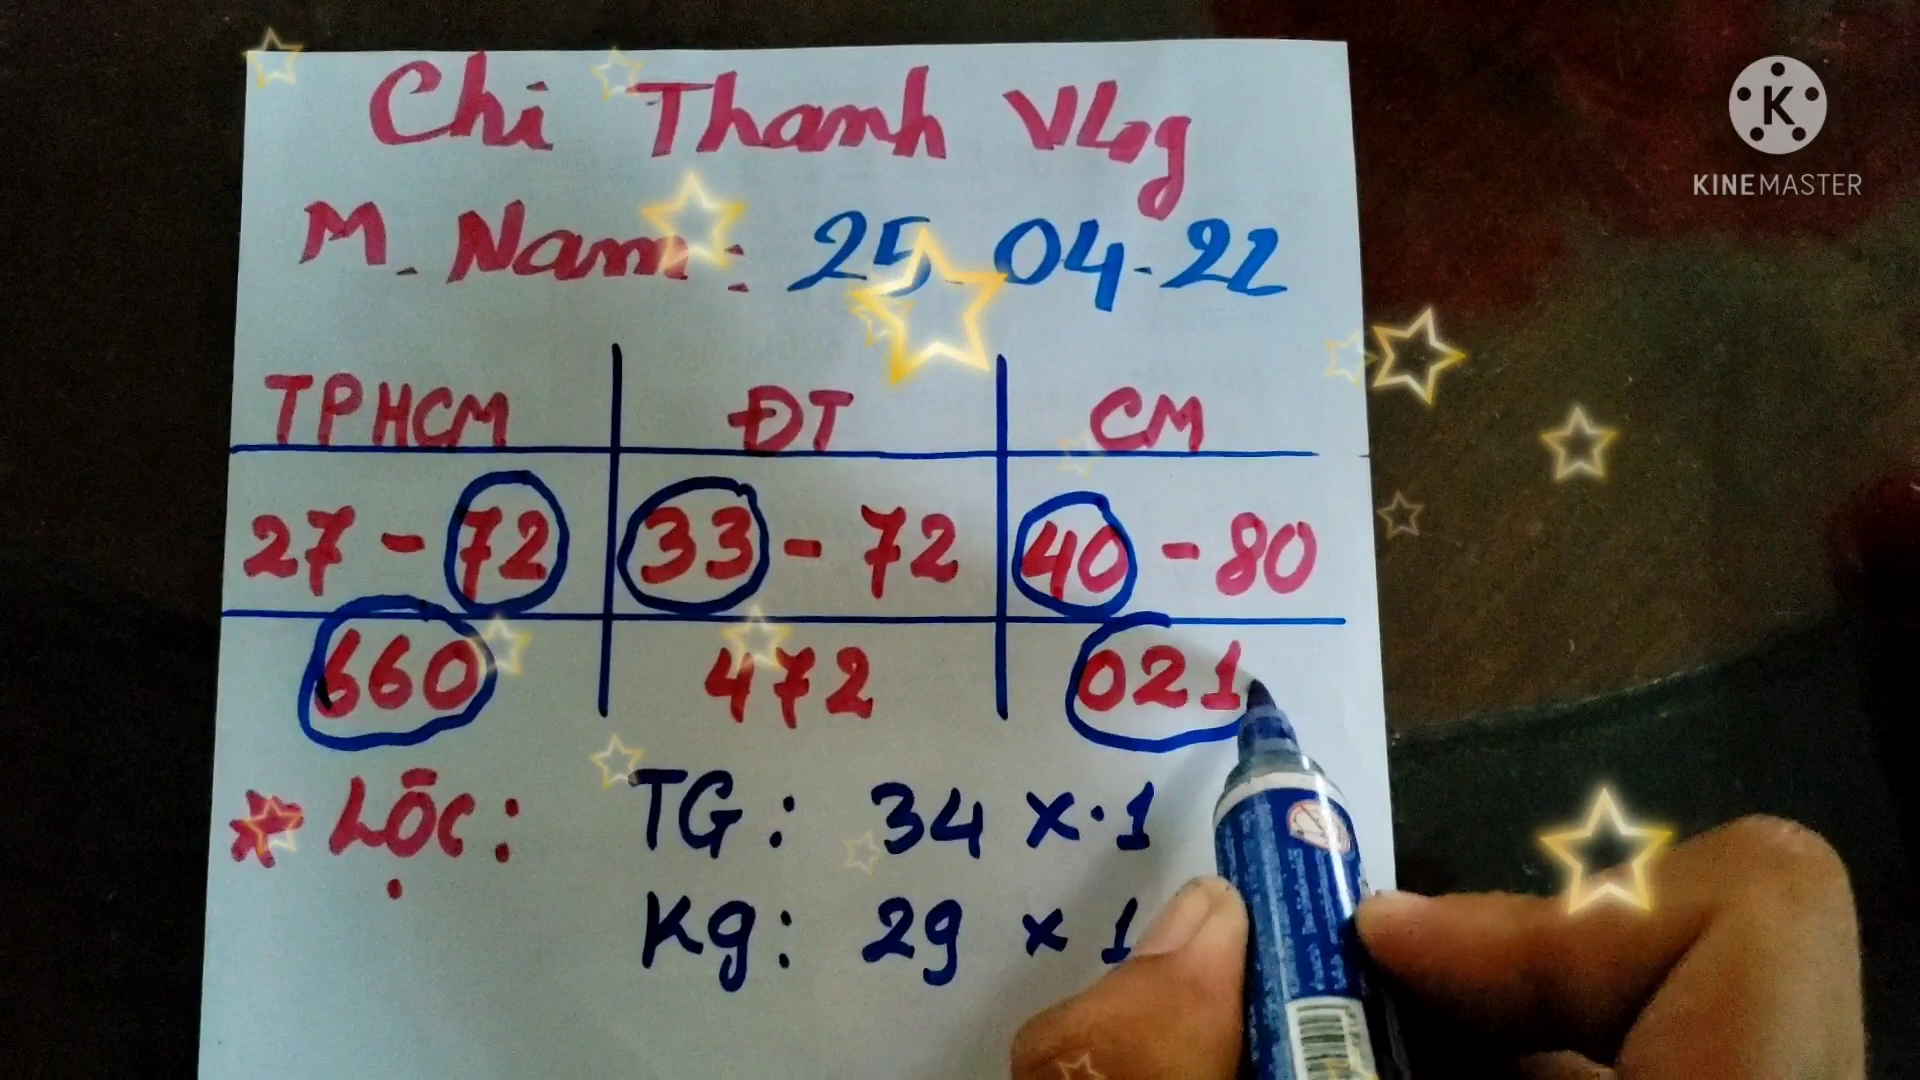 Chi Thanh Vlog
M. Nam: 25 04.22
TPHCM ĐT CM
27 - 72 33 - 72 40 - 80
660 472 021
* LỘC: TG: 34 x.1
Kg: 29 x 1
K
KINEMASTER